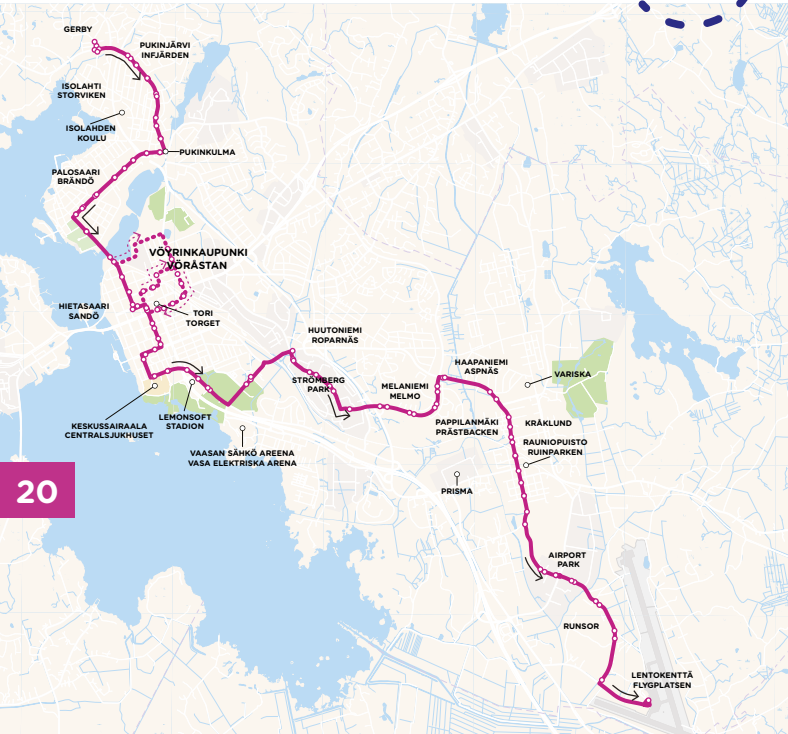 GERBY
PUKINJÄRVI
INFJÄRDEN
ISOLAHTI
STORVIKEN
ISOLAHDEN
KOULU
PUKINKULMA
PALOSAARI
BRÄNDÖ
VÖYRINKAUPUNKI
VÖRÅSTAN
HIETASAARI
SANDÖ
TORI
TORGET
HUUTONIEMI
ROPARNÄS
HAAPANIEMI
ASPNÄS
VARISKA
STRÖMBERG
PARK
MELANIEMI
MELMO
KESKUSSAIRAALA
CENTRALSJUKHUSET
LEMONSOFT
STADION
PAPPILANMÄKI
PRÄSTBACKEN
KRÅKLUND
RAUNIOPUISTO
RUINPARKEN
VAASAN SÄHKÖ AREENA
VASA ELEKTRISKA ARENA
20
PRISMA
AIRPORT
PARK
RUNSOR
LENTOKENTTÄ
FLYGPLATSEN